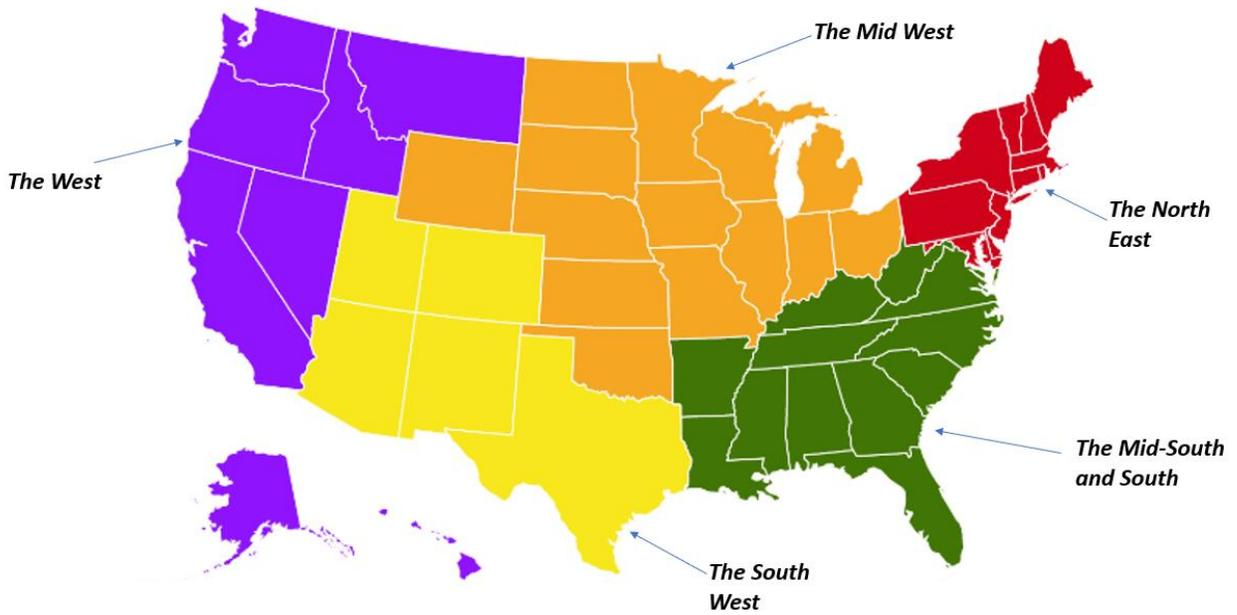 The Mid West
The West
The North
East
The Mid-South
and South
The South
West